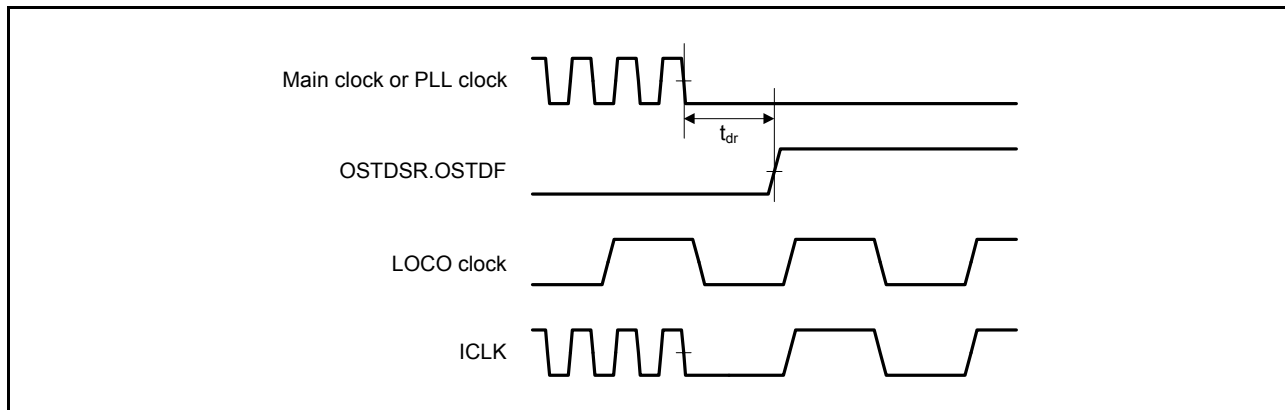 Main clock or PLL clock
tdr
OSTDSR.OSTDF
LOCO clock
ICLK